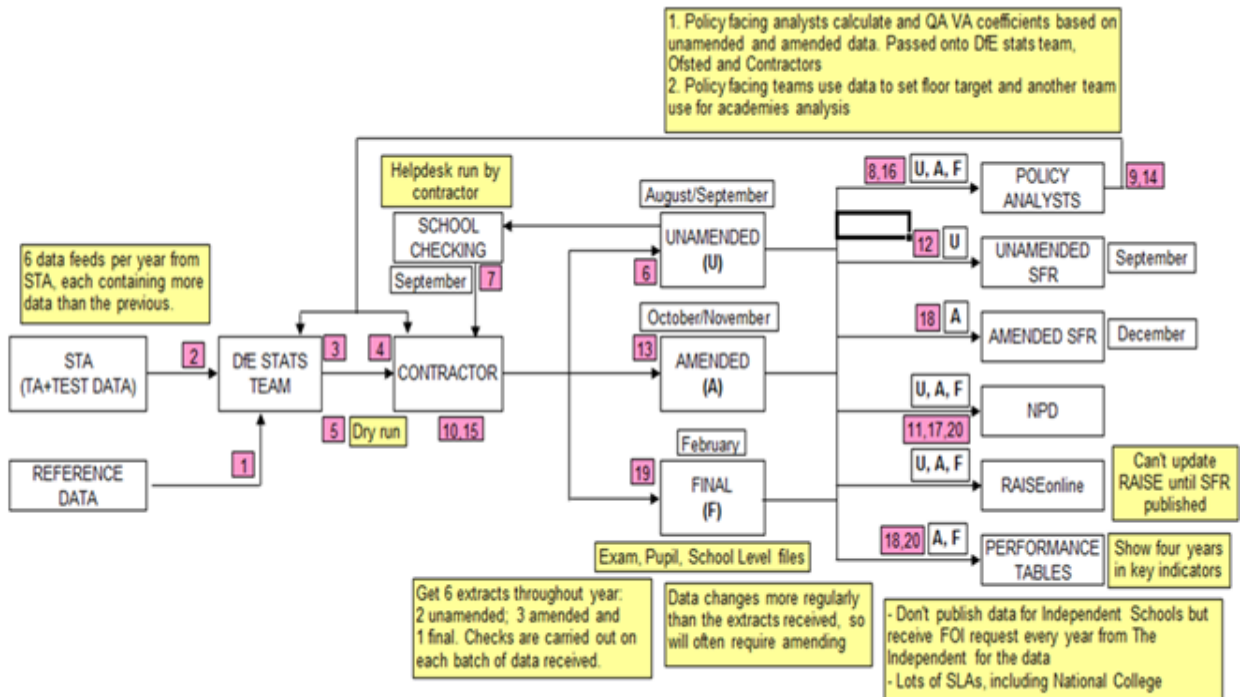 1. Policy facing analysts calculate and QA VA coefficients based on
unamended and amended data. Passed onto DfE stats team,
Ofsted and Contractors
2. Policy facing teams use data to set floor target and another team
use for academies analysis
Helpdesk run by
contractor
SCHOOL
CHECKING
September
7
August/September
UNAMENDED
(U)
6
8,16
U, A, F
POLICY
ANALYSTS
9,14
12
U
UNAMENDED
SFR
September
6 data feeds per year from
STA, each containing more
data than the previous.
STA
(TA+TEST DATA)
2
DfE STATS
TEAM
3
4
CONTRACTOR
5
Dry run
10,15
REFERENCE
DATA
1
October/November
13
AMENDED
(A)
18
A
AMENDED SFR
December
U, A, F
NPD
11,17,20
February
19
FINAL
(F)
U, A, F
RAISEonline
Can't update
RAISE until SFR
published
18,20
A, F
PERFORMANCE
TABLES
Show four years
in key indicators
Exam, Pupil, School Level files
Get 6 extracts throughout year:
2 unamended; 3 amended and
1 final. Checks are carried out on
each batch of data received.
Data changes more regularly
than the extracts received, so
will often require amending
- Don't publish data for Independent Schools but
receive FOI request every year from The
Independent for the data
- Lots of SLAs, including National College